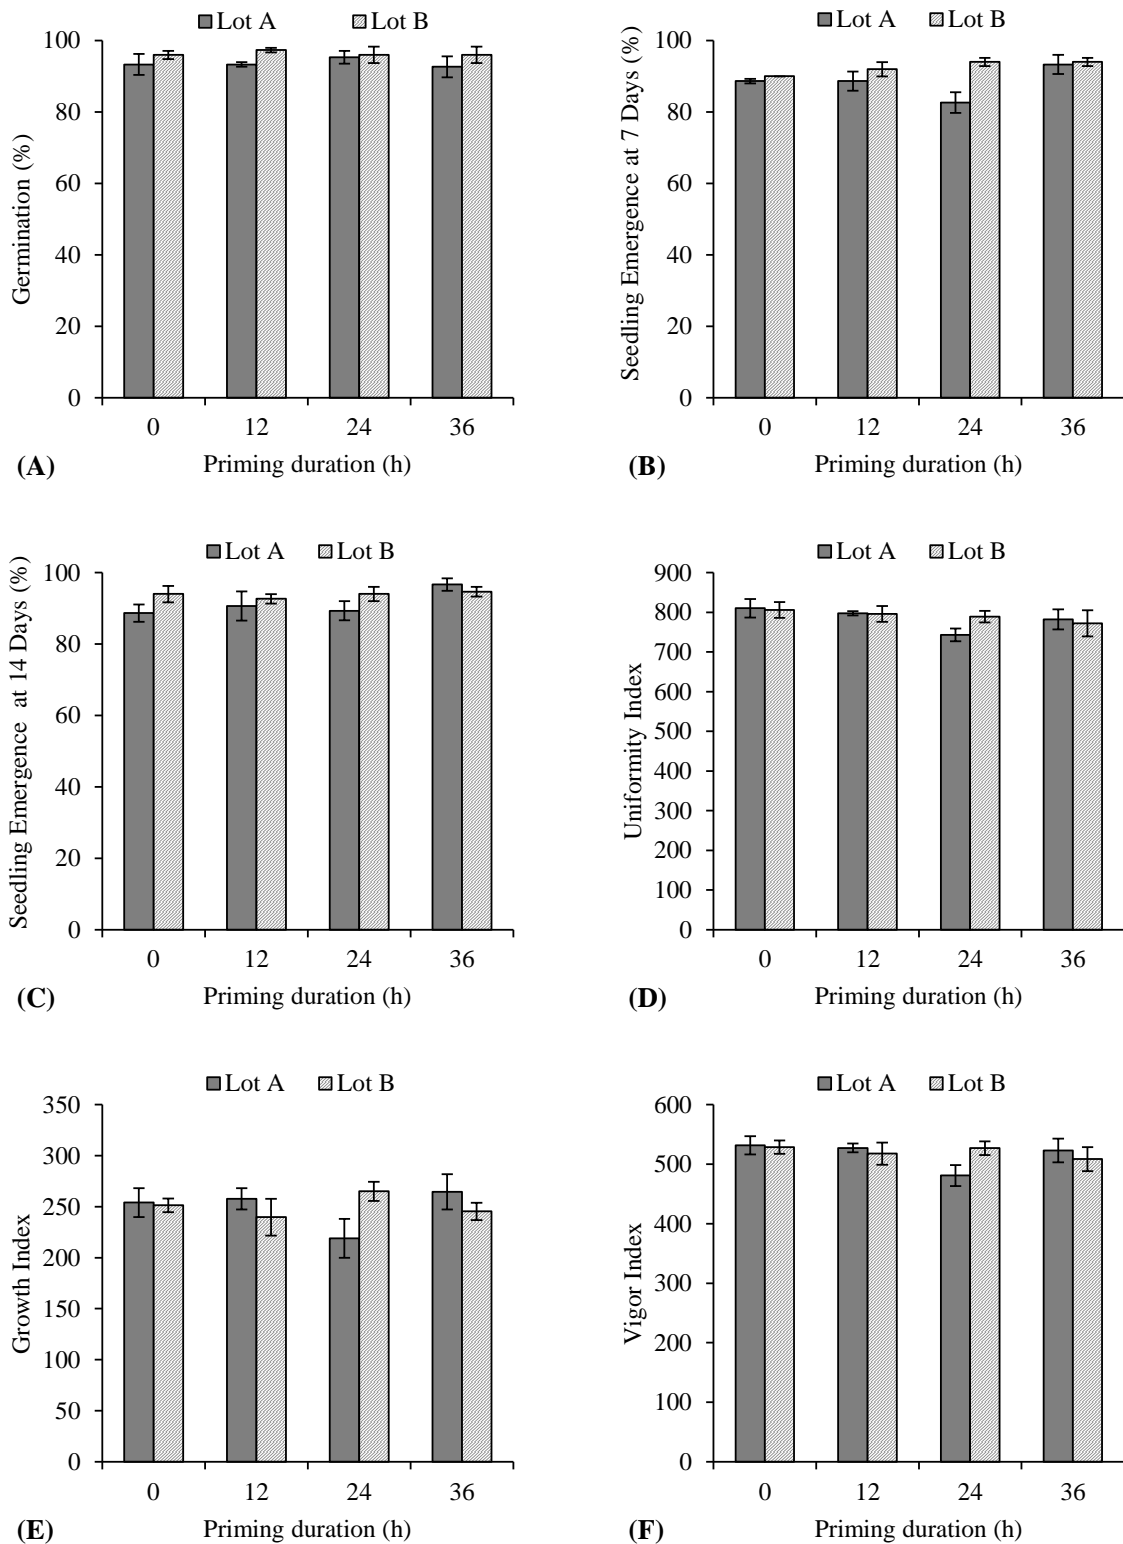 Lot A Lot B
100
80
60
40
20
0
Germination (%)
0 12 24 36
(A) Priming duration (h)
Lot A Lot B
100
80
60
40
20
0
Seedling Emergence at 7 Days (%)
0 12 24 36
(B) Priming duration (h)
Lot A Lot B
100
80
60
40
20
0
Seedling Emergence at 14 Days (%)
0 12 24 36
(C) Priming duration (h)
Lot A Lot B
900
800
700
600
500
400
300
200
100
0
Uniformity Index
0 12 24 36
(D) Priming duration (h)
Lot A Lot B
350
300
250
200
150
100
50
0
Growth Index
0 12 24 36
(E) Priming duration (h)
Lot A Lot B
600
500
400
300
200
100
0
Vigor Index
0 12 24 36
(F) Priming duration (h)